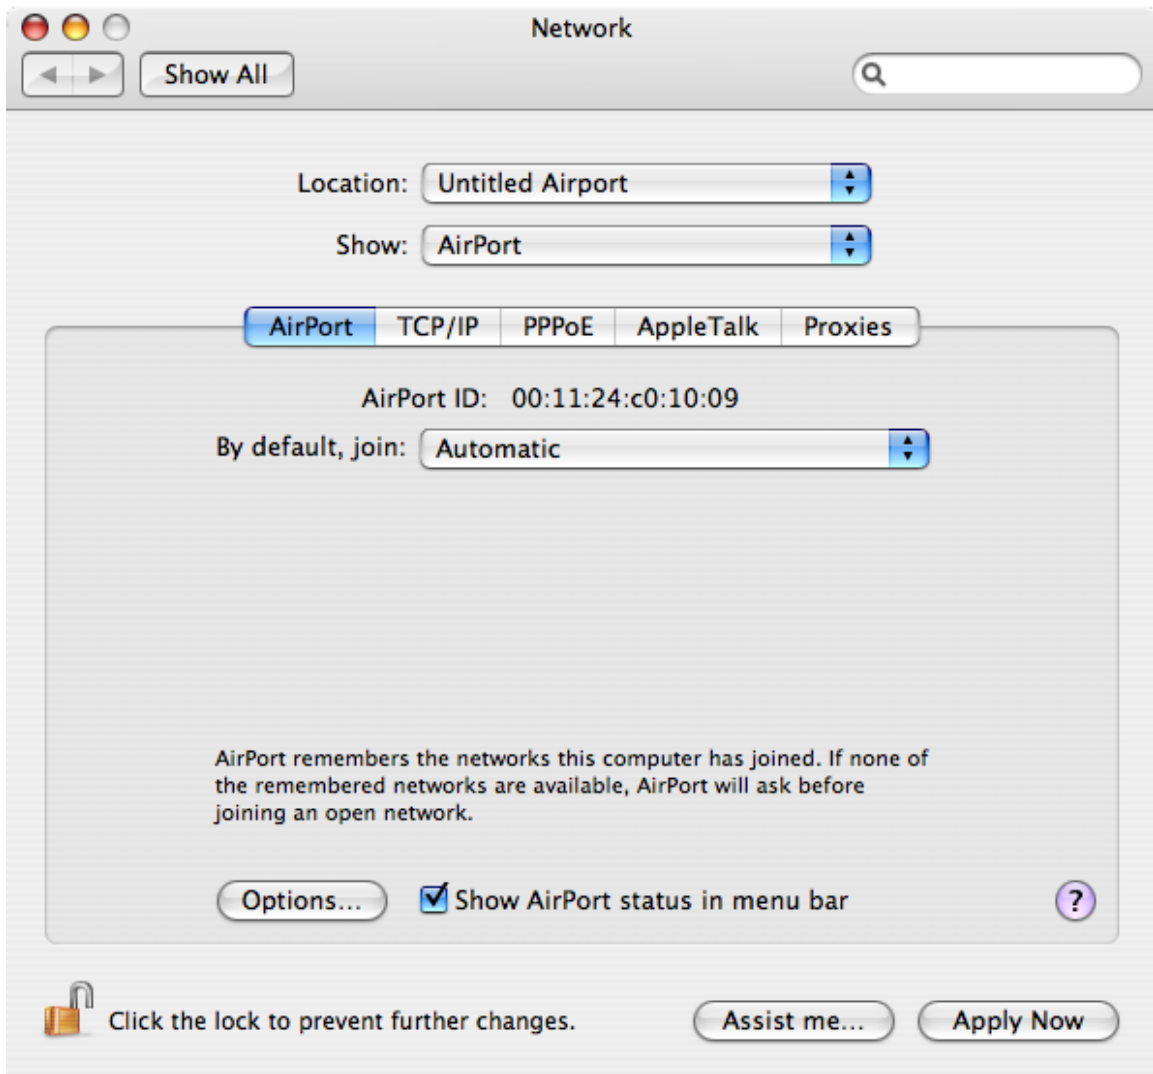 Network
Show All
Location: Untitled Airport
Show: AirPort
AirPort TCP/IP PPPoE AppleTalk Proxies
AirPort ID: 00:11:24:c0:10:09
By default, join: Automatic
AirPort remembers the networks this computer has joined. If none of
the remembered networks are available, AirPort will ask before
joining an open network.
Options... Show AirPort status in menu bar ?
Click the lock to prevent further changes. Assist me... Apply Now